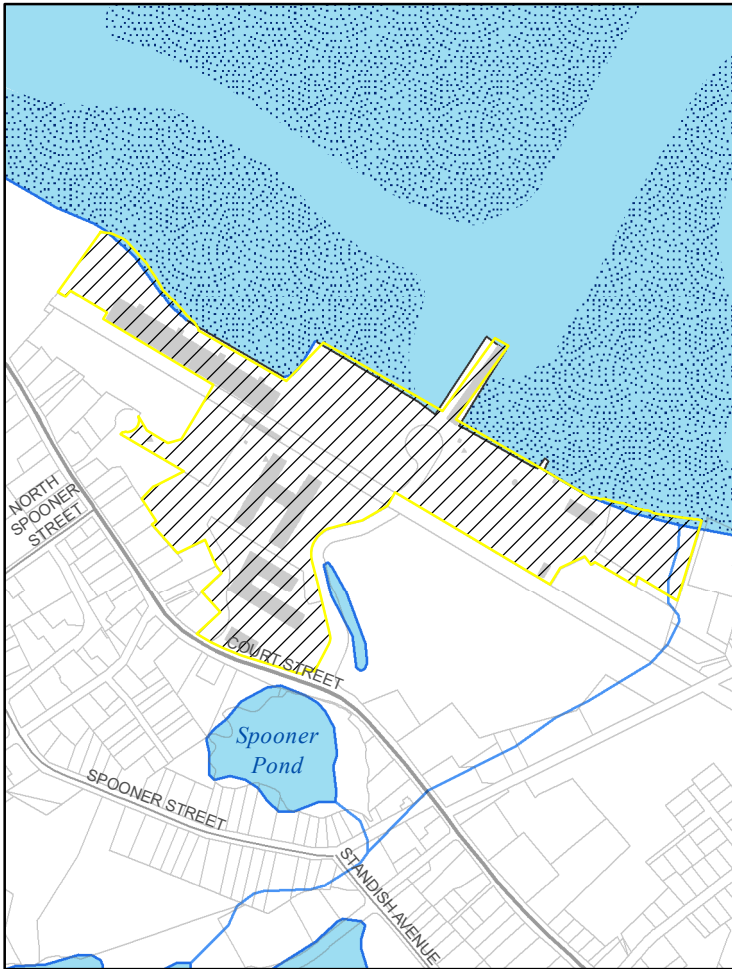 NORTH
SPOONER
STREET
COURT STREET
Spooner
Pond
SPOONER STREET
STANDISH AVENUE